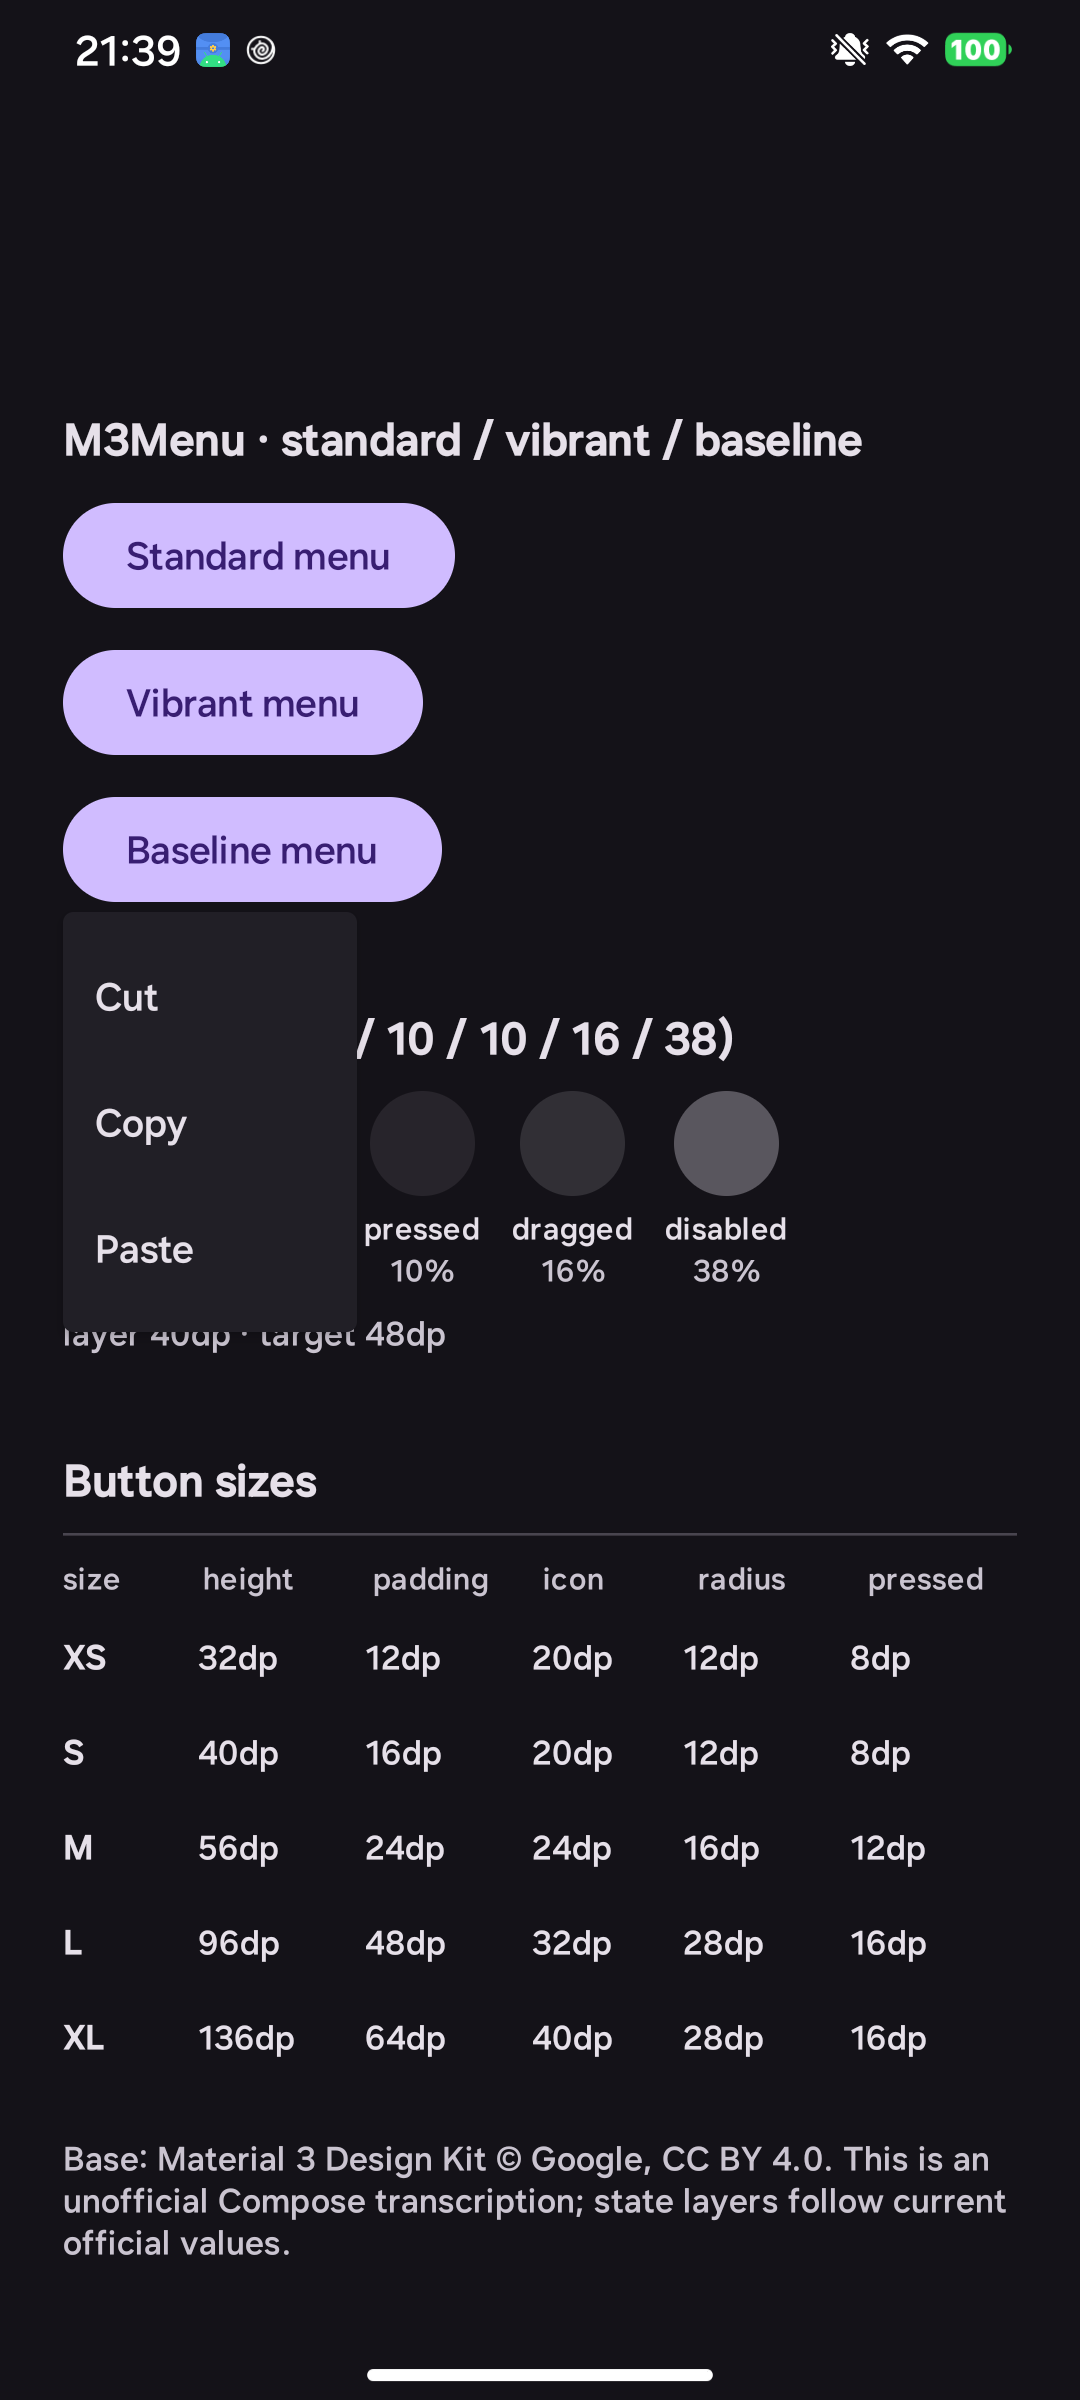 21:39
100
M3Menu · standard / vibrant / baseline
Standard menu
Vibrant menu
Baseline menu
Cut
Copy
Paste
/ 10 / 10 / 16 / 38)
pressed dragged disabled
10% 16% 38%
layer 40dp · target 48dp
Button sizes
size height padding icon radius pressed
XS 32dp 12dp 20dp 12dp 8dp
S 40dp 16dp 20dp 12dp 8dp
M 56dp 24dp 24dp 16dp 12dp
L 96dp 48dp 32dp 28dp 16dp
XL 136dp 64dp 40dp 28dp 16dp
Base: Material 3 Design Kit © Google, CC BY 4.0. This is an
unofficial Compose transcription; state layers follow current
official values.